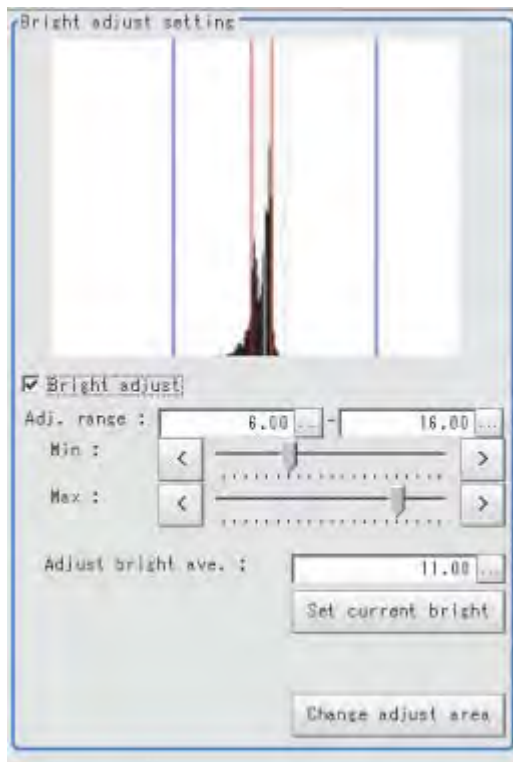 Bright adjust setting
Bright adjust
Adj. range : 6.00 ... - 16.00 ...
Min : < >
Max : < >
Adjust bright ave. : 11.00 ...
Set current bright
Change adjust area